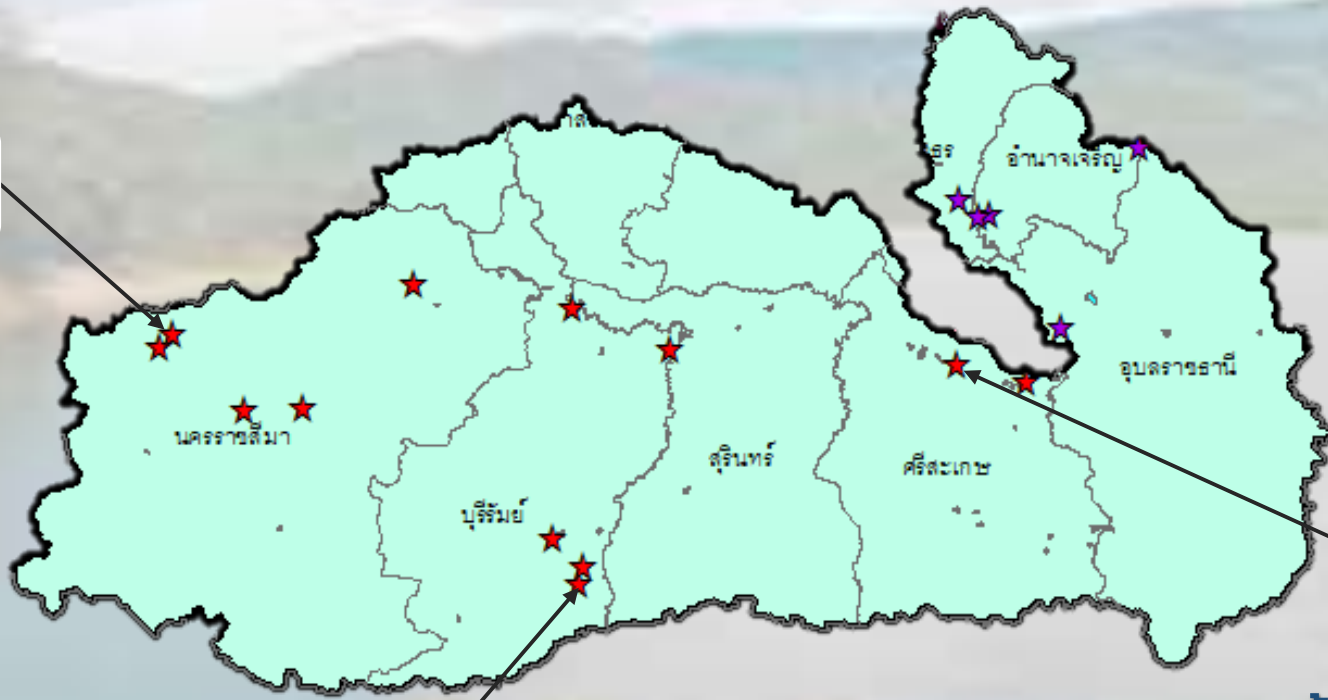 อำนาจเจริญ
อุบลราชธานี
นครราชสีมา
สุรินทร์
ศรีสะเกษ
บุรีรัมย์